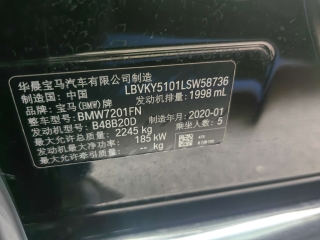 华晨宝马汽车有限公司制造
制造国: 中国 LBVKY5101LSW58736
品牌: 宝马(BMW)牌 发动机排量: 1998 mL
整车型号: BMW7201FN
发动机型号: B48B20D 制造年月: 2020-01
最大允许总质量: 2245 kg 乘坐人数: 5
发动机最大净功率: 185 kW
最大允许牵引质量: -- kg